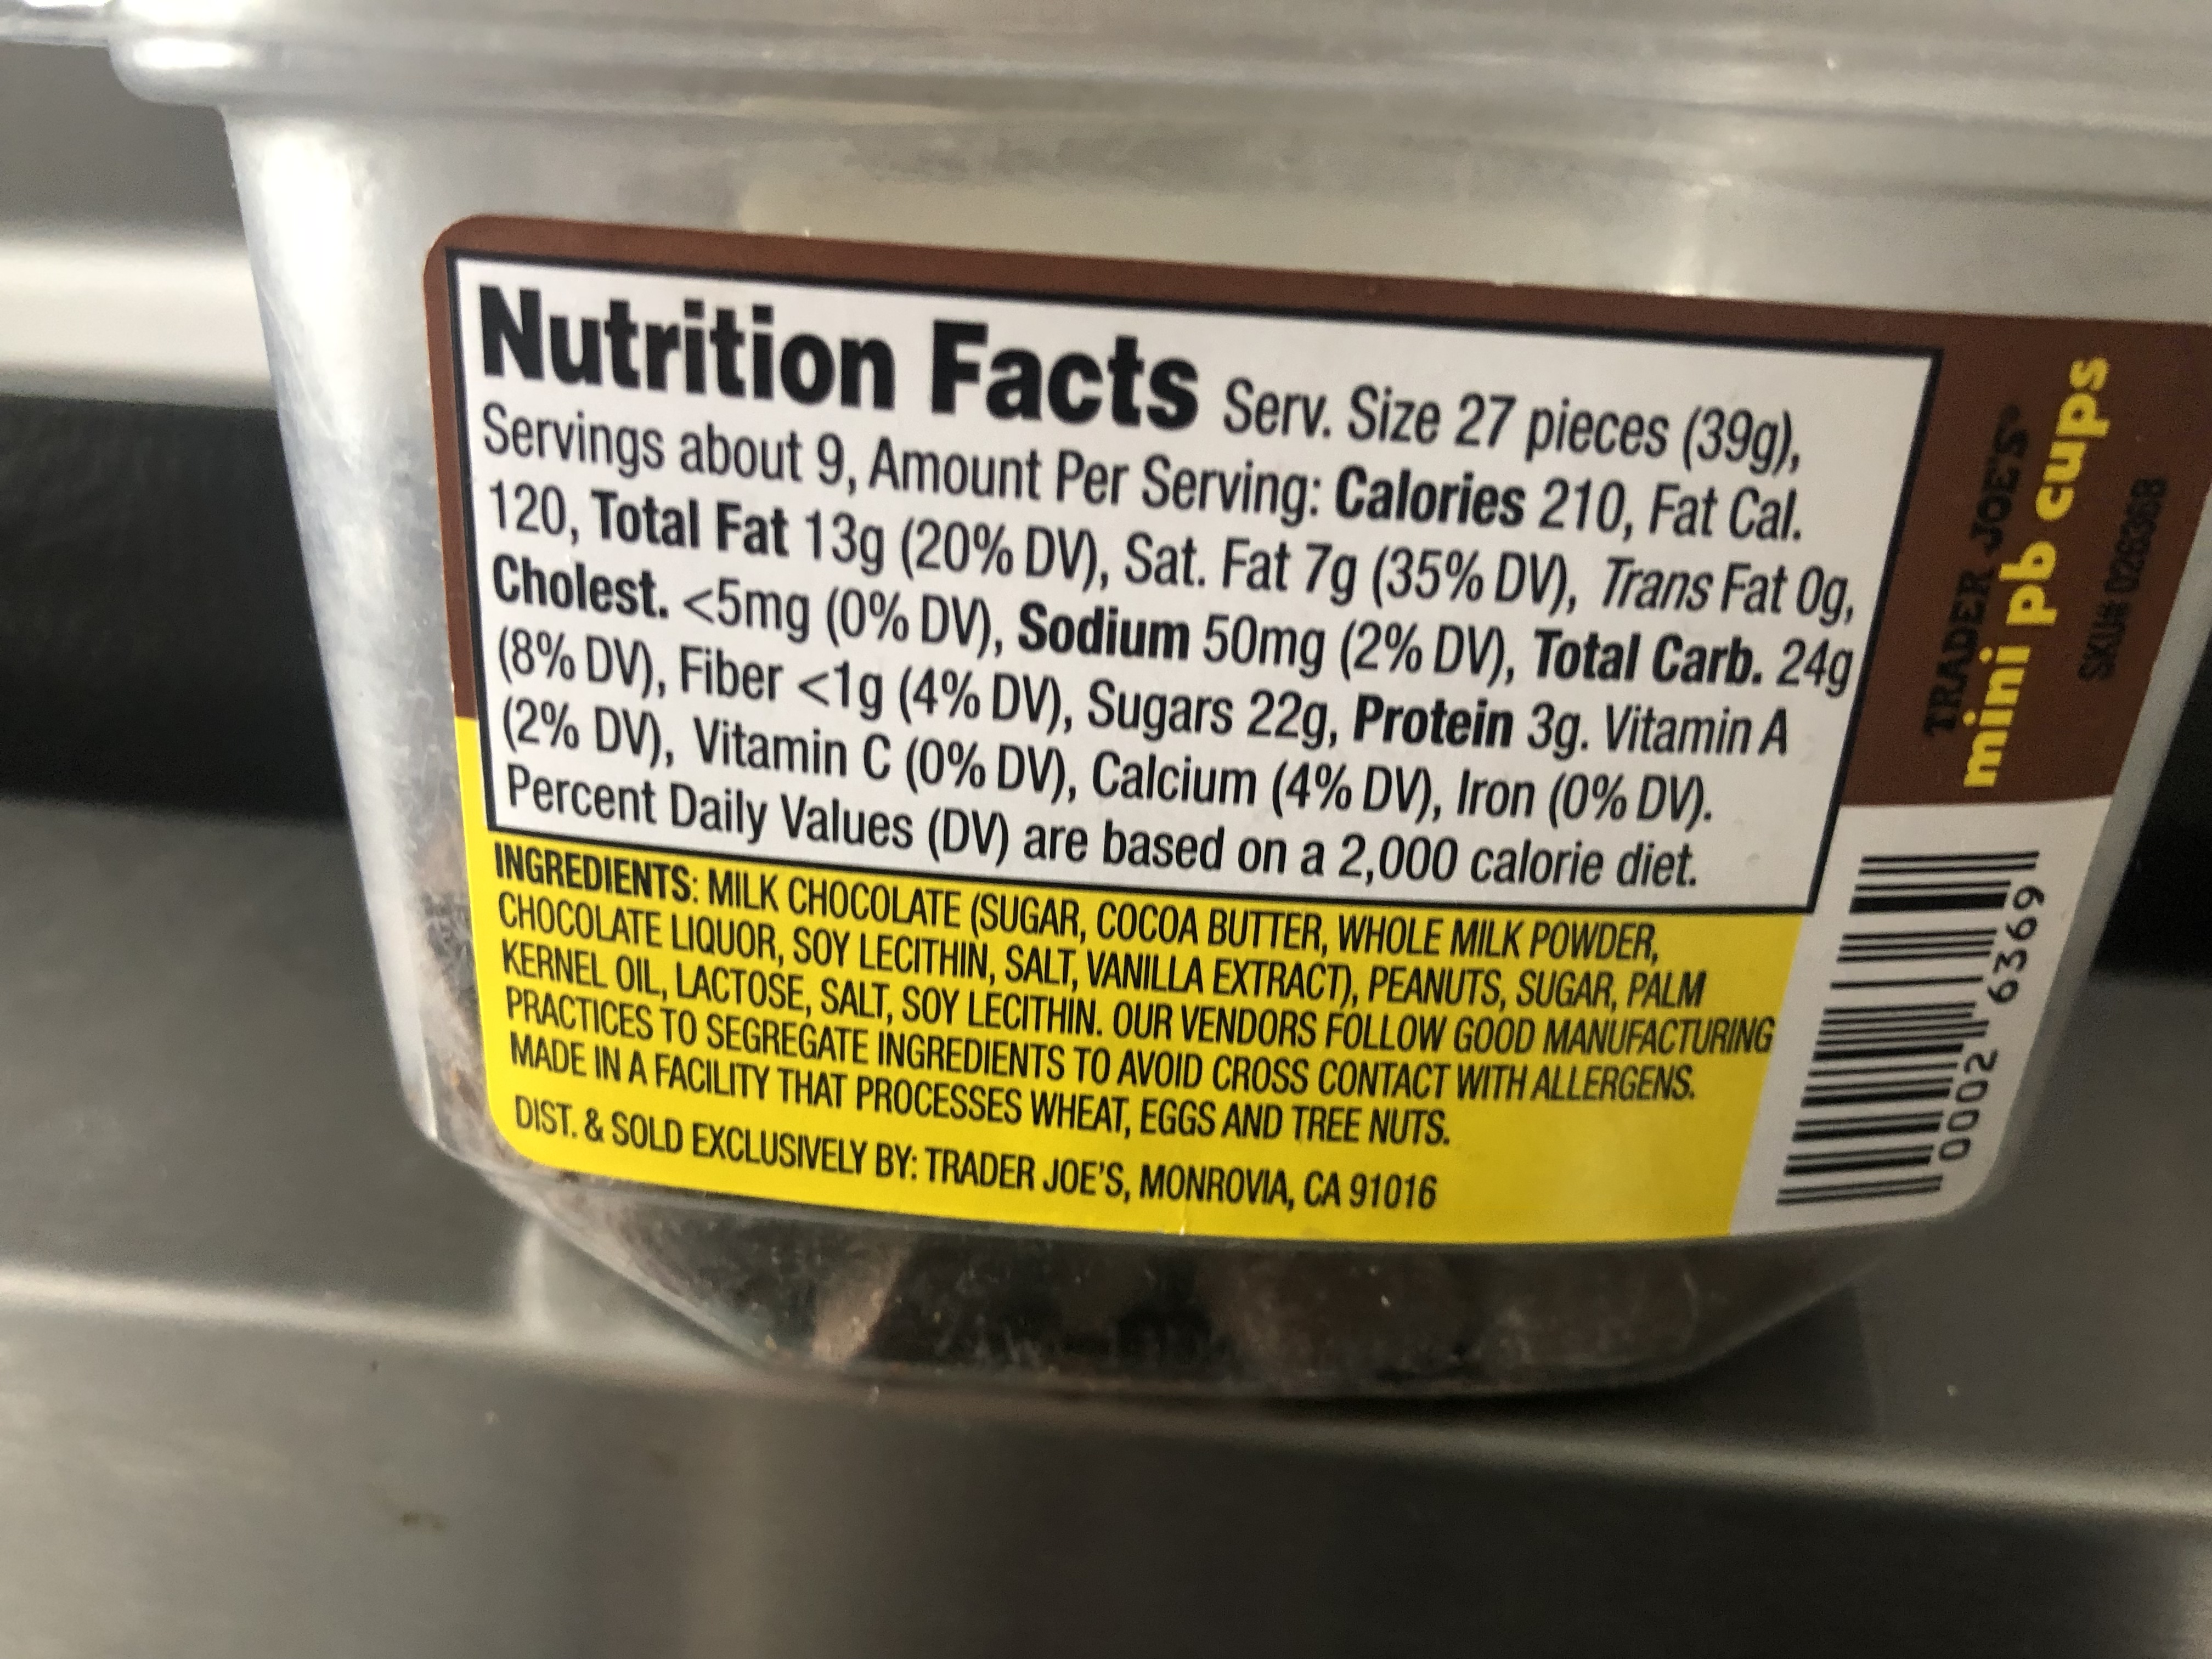 Nutrition Facts Serv. Size 27 pieces (39g),
Servings about 9, Amount Per Serving: Calories 210, Fat Cal.
120, Total Fat 13g (20% DV), Sat. Fat 7g (35% DV), Trans Fat 0g,
Cholest. <5mg (0% DV), Sodium 50mg (2% DV), Total Carb. 24g
(8% DV), Fiber <1g (4% DV), Sugars 22g, Protein 3g. Vitamin A
(2% DV), Vitamin C (0% DV), Calcium (4% DV), Iron (0% DV).
Percent Daily Values (DV) are based on a 2,000 calorie diet.
INGREDIENTS: MILK CHOCOLATE (SUGAR, COCOA BUTTER, WHOLE MILK POWDER,
CHOCOLATE LIQUOR, SOY LECITHIN, SALT, VANILLA EXTRACT), PEANUTS, SUGAR, PALM
KERNEL OIL, LACTOSE, SALT, SOY LECITHIN. OUR VENDORS FOLLOW GOOD MANUFACTURING
PRACTICES TO SEGREGATE INGREDIENTS TO AVOID CROSS CONTACT WITH ALLERGENS.
MADE IN A FACILITY THAT PROCESSES WHEAT, EGGS AND TREE NUTS.
DIST. & SOLD EXCLUSIVELY BY: TRADER JOE'S, MONROVIA, CA 91016
TRADER JOE'S®
mini pb cups
SKU#
0002 6369